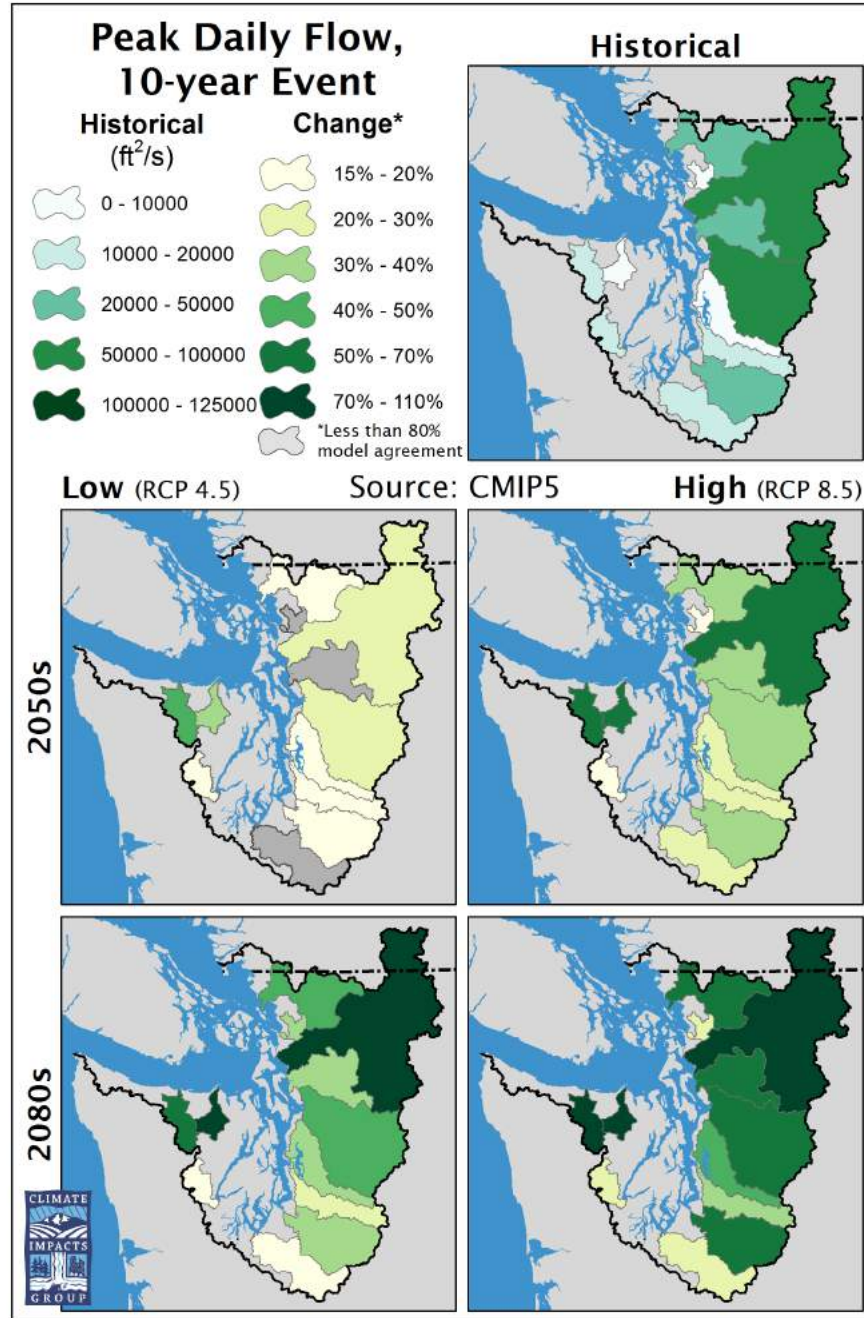 Peak Daily Flow,
10-year Event
Historical
(ft²/s)
0 - 10000
10000 - 20000
20000 - 50000
50000 - 100000
100000 - 125000
Change*
15% - 20%
20% - 30%
30% - 40%
40% - 50%
50% - 70%
70% - 110%
*Less than 80%
model agreement
Historical
Low (RCP 4.5)
Source: CMIP5
High (RCP 8.5)
2050s
2080s
CLIMATE
IMPACTS
GROUP